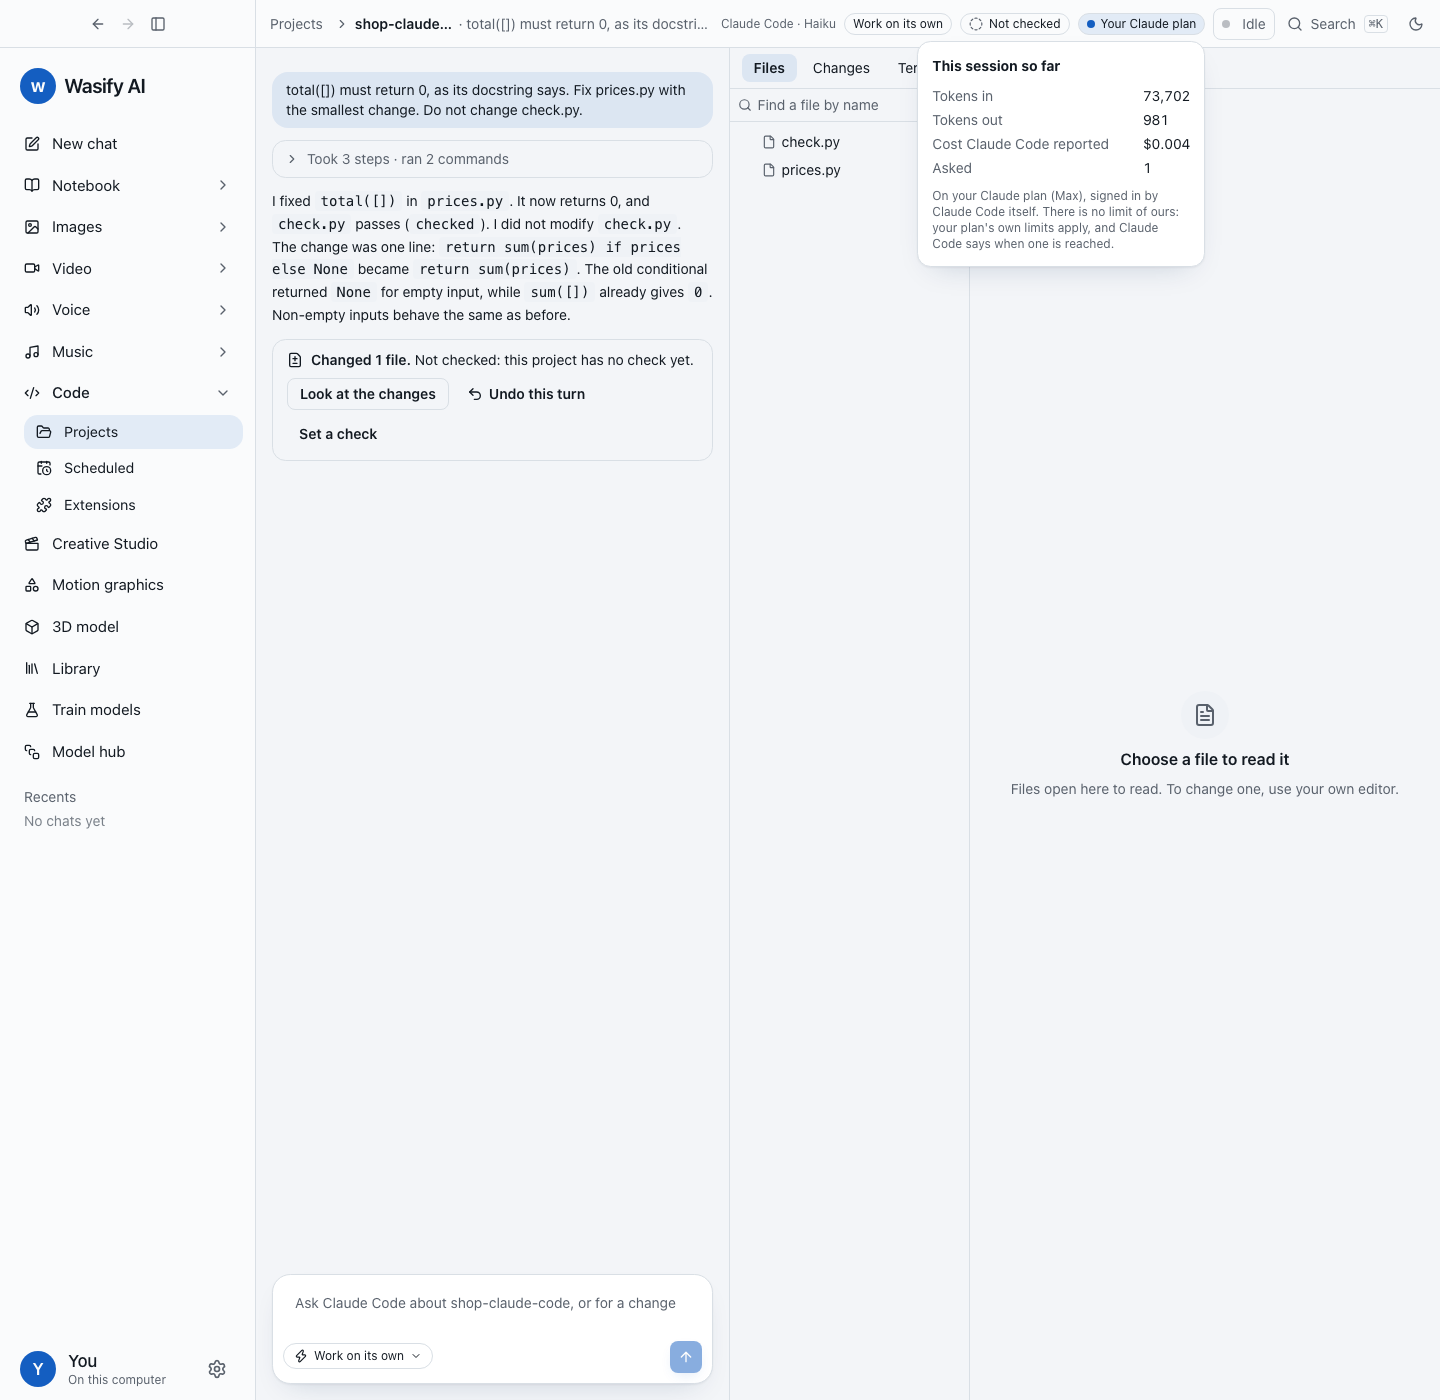 Projects
shop-claude... · total([]) must return 0, as its docstri...
Claude Code · Haiku
Work on its own
Not checked
Your Claude plan
Idle
Search
⌘K
W
Wasify AI
New chat
Notebook
Images
Video
Voice
Music
Code
Projects
Scheduled
Extensions
Creative Studio
Motion graphics
3D model
Library
Train models
Model hub
Recents
No chats yet
Y
You
On this computer
total([]) must return 0, as its docstring says. Fix prices.py with
the smallest change. Do not change check.py.
Took 3 steps · ran 2 commands
I fixed total([]) in prices.py. It now returns 0, and
check.py passes (checked). I did not modify check.py.
The change was one line: return sum(prices) if prices
else None became return sum(prices). The old conditional
returned None for empty input, while sum([]) already gives 0.
Non-empty inputs behave the same as before.
Changed 1 file. Not checked: this project has no check yet.
Look at the changes
Undo this turn
Set a check
Ask Claude Code about shop-claude-code, or for a change
Work on its own
Files
Changes
Find a file by name
check.py
prices.py
This session so far
Tokens in 73,702
Tokens out 981
Cost Claude Code reported $0.004
Asked 1
On your Claude plan (Max), signed in by
Claude Code itself. There is no limit of ours:
your plan's own limits apply, and Claude
Code says when one is reached.
Choose a file to read it
Files open here to read. To change one, use your own editor.